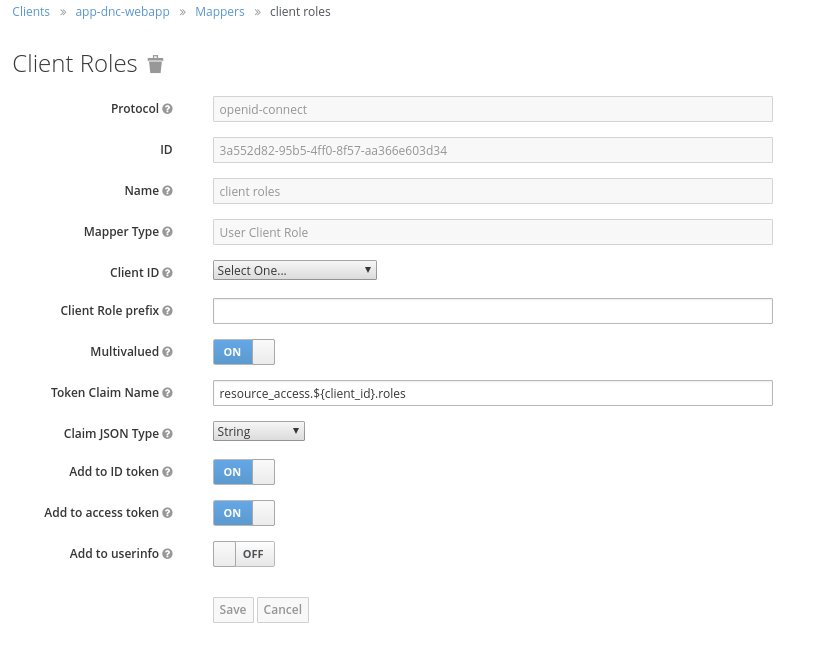 Clients » app-dnc-webapp » Mappers » client roles
Client Roles
Protocol openid-connect
ID 3a552d82-95b5-4ff0-8f57-aa366e603d34
Name client roles
Mapper Type User Client Role
Client ID Select One...
Client Role prefix
Multivalued ON
Token Claim Name resource_access.${client_id}.roles
Claim JSON Type String
Add to ID token ON
Add to access token ON
Add to userinfo OFF
Save Cancel